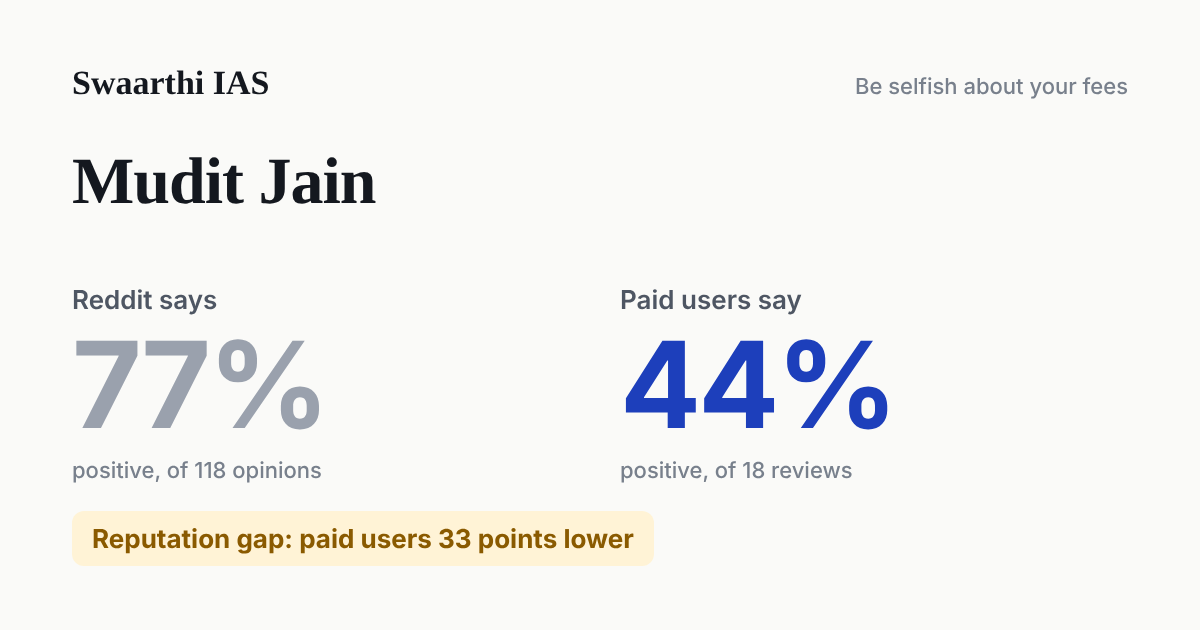 Swaarthi IAS
Be selfish about your fees
Mudit Jain
Reddit says
77%
positive, of 118 opinions
Paid users say
44%
positive, of 18 reviews
Reputation gap: paid users 33 points lower